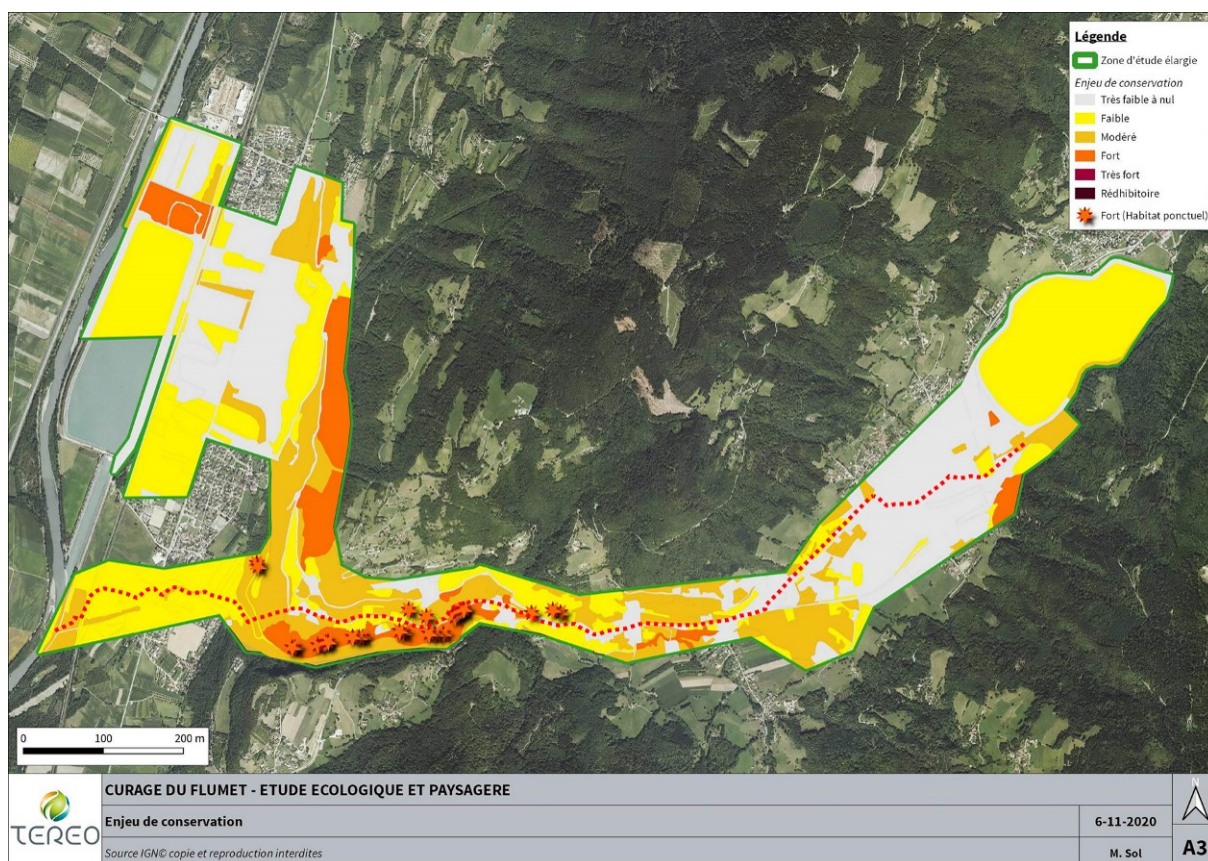 Légende
Zone d'étude élargie
Enjeu de conservation
Très faible à nul
Faible
Modéré
Fort
Très fort
Rédhibitoire
Fort (Habitat ponctuel)
0 100 200 m
CURAGE DU FLUMET - ETUDE ECOLOGIQUE ET PAYSAGERE
N
TEREO
Enjeu de conservation
6-11-2020
Source IGN© copie et reproduction interdites
M. Sol
A3